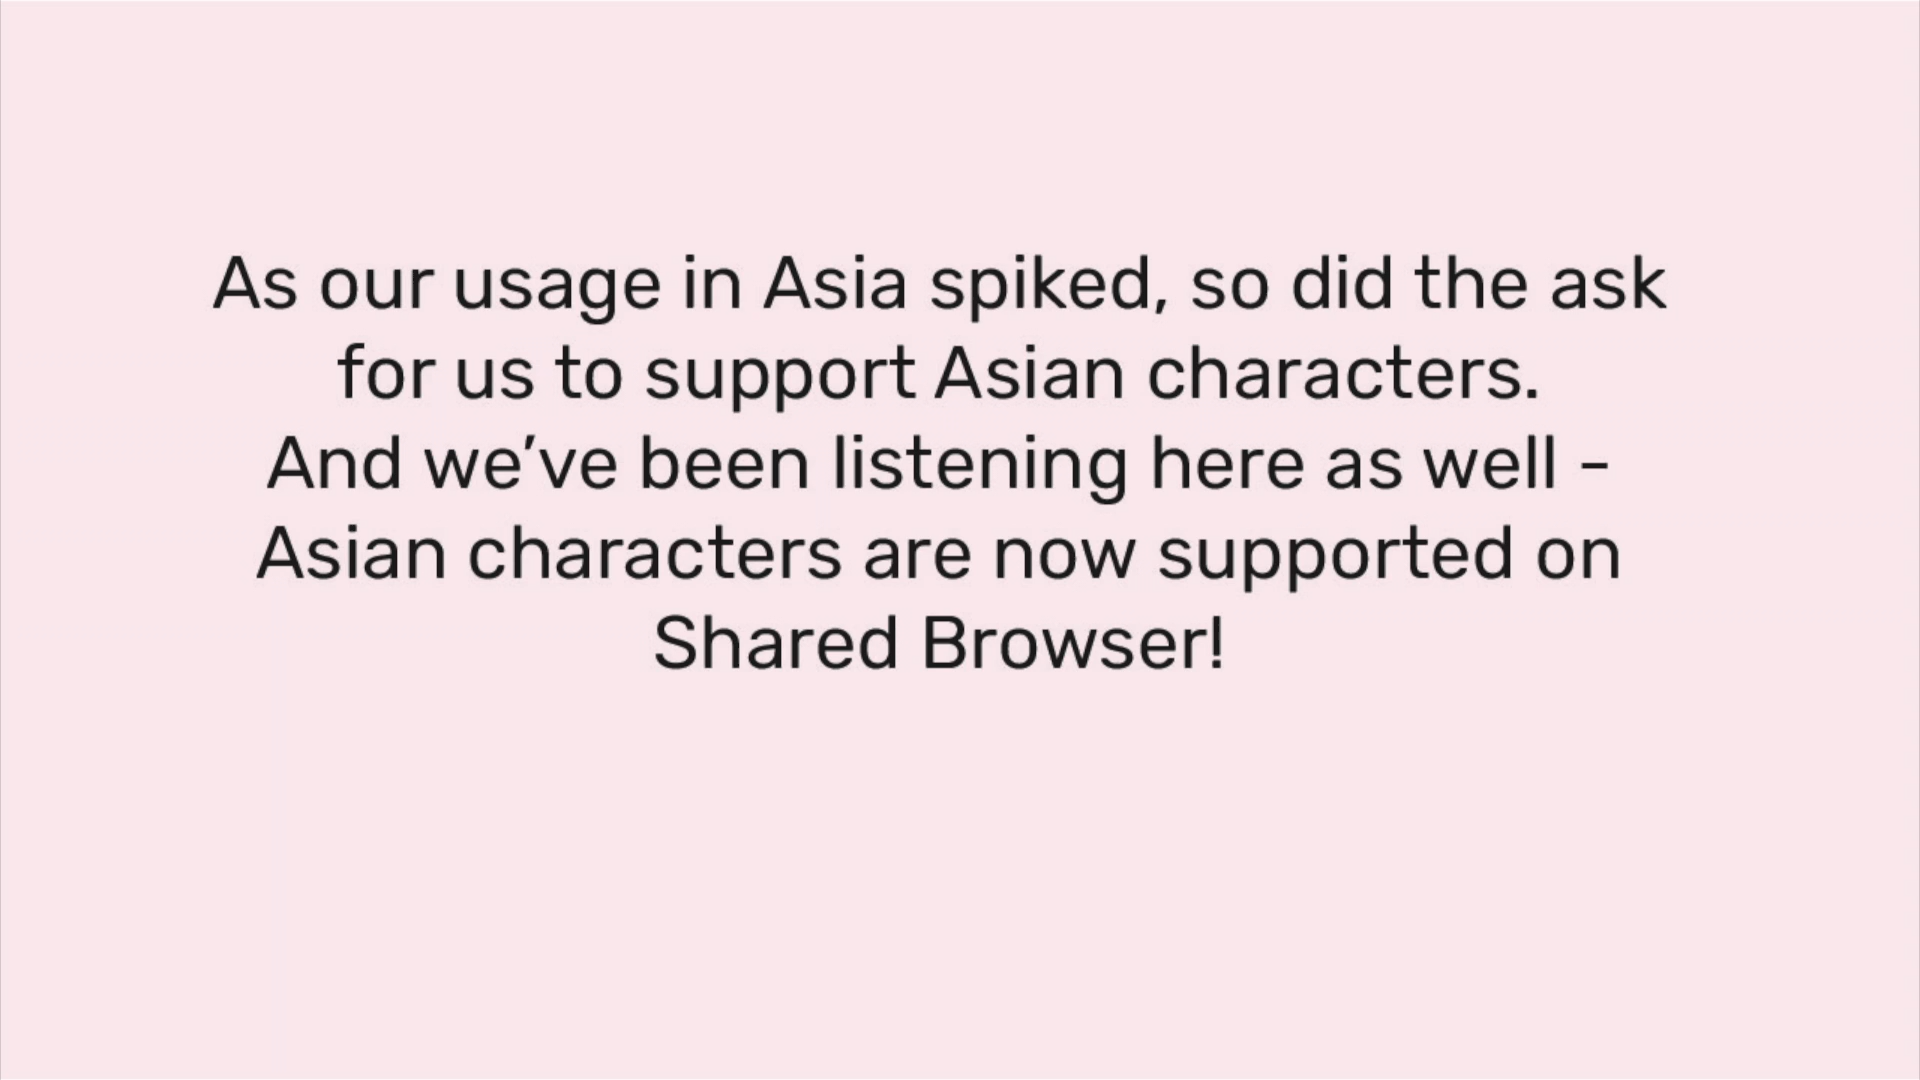 As our usage in Asia spiked, so did the ask
for us to support Asian characters.
And we’ve been listening here as well -
Asian characters are now supported on
Shared Browser!